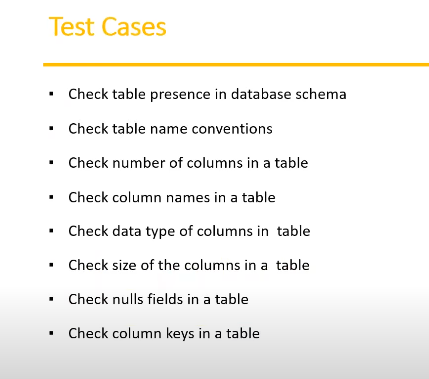 Test Cases
▪ Check table presence in database schema
▪ Check table name conventions
▪ Check number of columns in a table
▪ Check column names in a table
▪ Check data type of columns in  table
▪ Check size of the columns in a  table
▪ Check nulls fields in a table
▪ Check column keys in a table